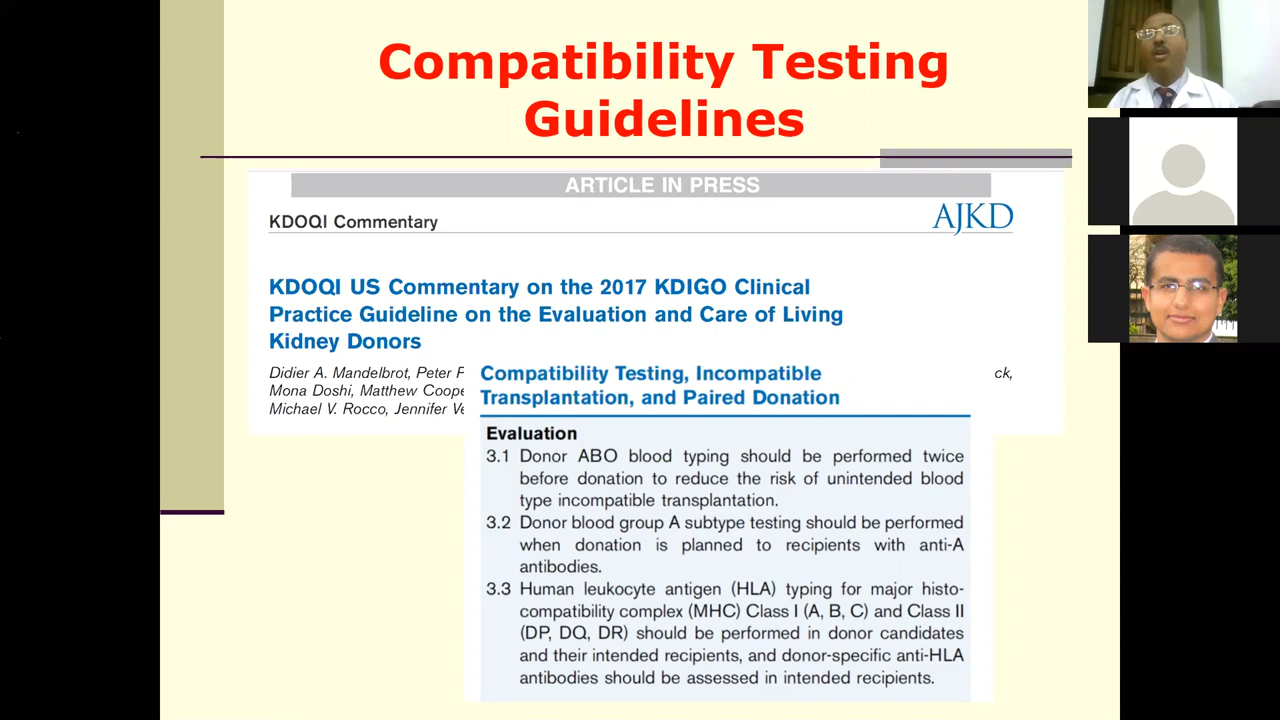 Compatibility Testing
Guidelines
ARTICLE IN PRESS
KDOQI Commentary
AJKD
KDOQI US Commentary on the 2017 KDIGO Clinical
Practice Guideline on the Evaluation and Care of Living
Kidney Donors
Didier A. Mandelbrot, Peter
Mona Doshi, Matthew
Michael V. Rocco, Jennifer
Compatibility Testing, Incompatible
Transplantation, and Paired Donation
Evaluation
3.1 Donor ABO blood typing should be performed twice
before donation to reduce the risk of unintended blood
type incompatible transplantation.
3.2 Donor blood group A subtype testing should be performed
when donation is planned to recipients with anti-A
antibodies.
3.3 Human leukocyte antigen (HLA) typing for major histo-
compatibility complex (MHC) Class I (A, B, C) and Class II
(DP, DQ, DR) should be performed in donor candidates
and their intended recipients, and donor-specific anti-HLA
antibodies should be assessed in intended recipients.